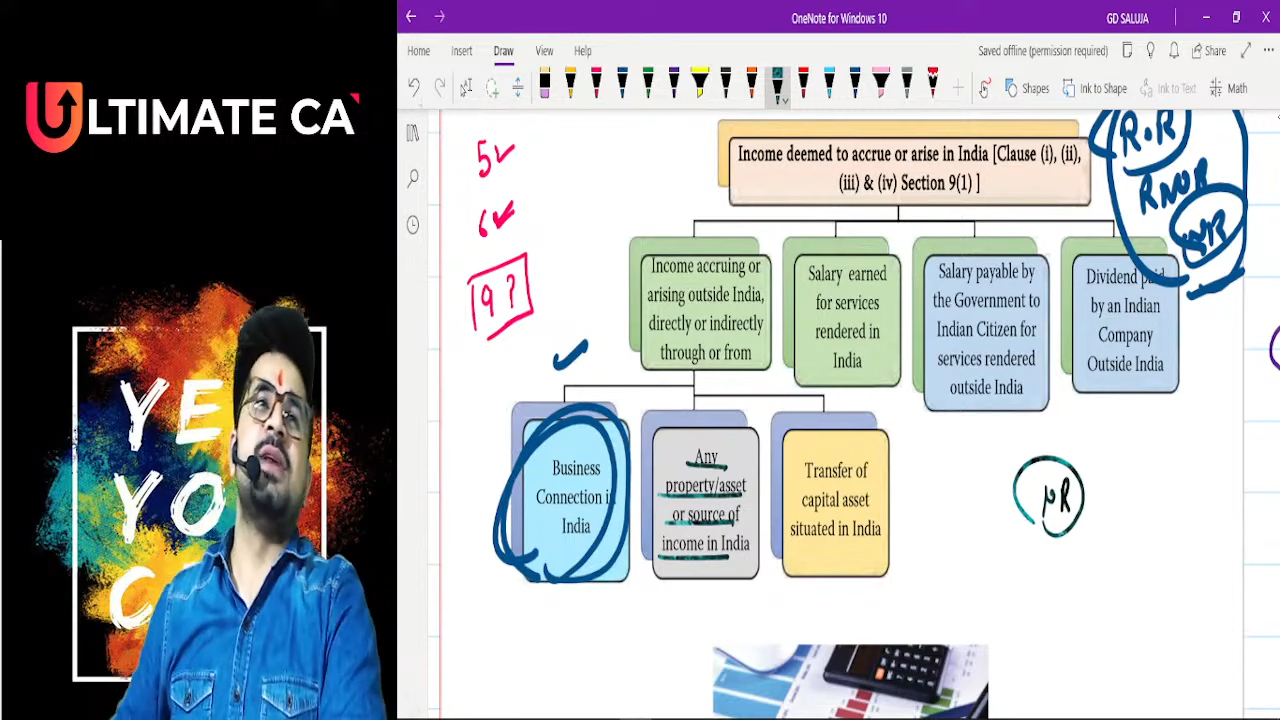 OneNote for Windows 10
GD SALUJA
Home Insert Draw View Help
Saved offline (permission required)
Share
Shapes
Ink to Shape
Ink to Text
Math
ULTIMATE CA
YE
YO
C
5
6
9 ?
Income deemed to accrue or arise in India [Clause (i), (ii),
(iii) & (iv) Section 9(1) ]
R.R
RNOR
NR
Income accruing or
arising outside India,
directly or indirectly
through or from
Salary earned
for services
rendered in
India
Salary payable by
the Government to
Indian Citizen for
services rendered
outside India
Dividend paid
by an Indian
Company
Outside India
Business
Connection in
India
Any
property/asset
or source of
income in India
Transfer of
capital asset
situated in India
NR